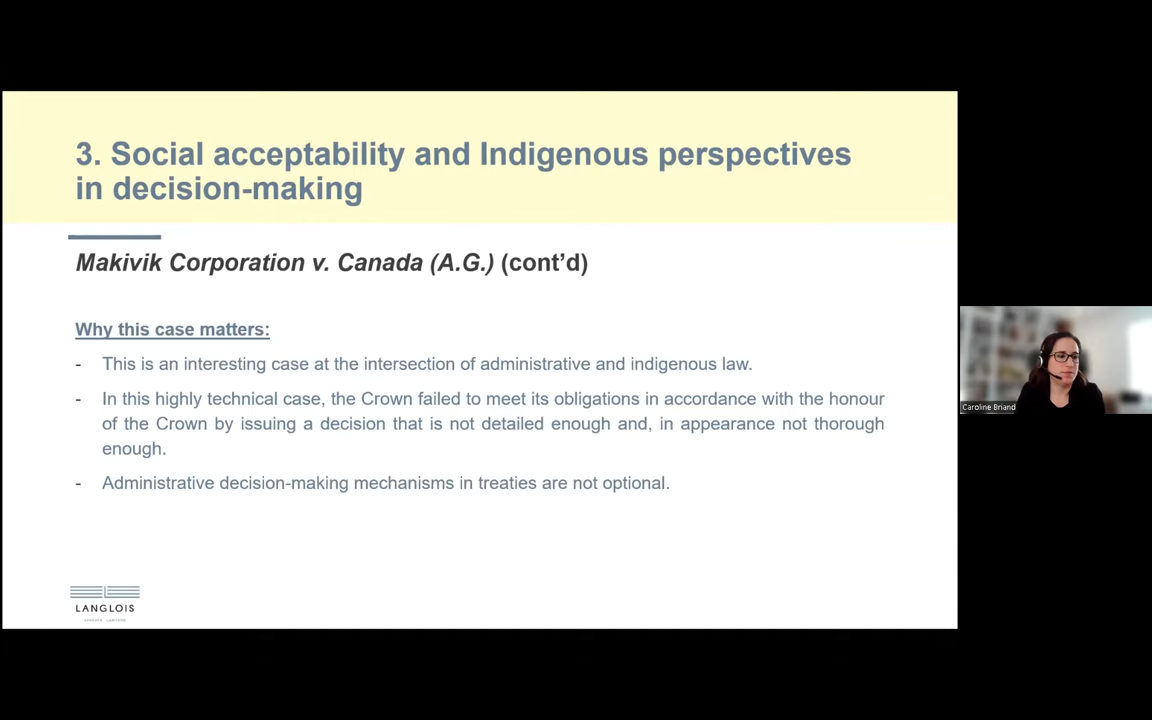 3. Social acceptability and Indigenous perspectives
in decision-making
Makivik Corporation v. Canada (A.G.) (cont’d)
Why this case matters:
- This is an interesting case at the intersection of administrative and indigenous law.
- In this highly technical case, the Crown failed to meet its obligations in accordance with the honour
of the Crown by issuing a decision that is not detailed enough and, in appearance not thorough
enough.
- Administrative decision-making mechanisms in treaties are not optional.
LANGLOIS
Caroline Briand